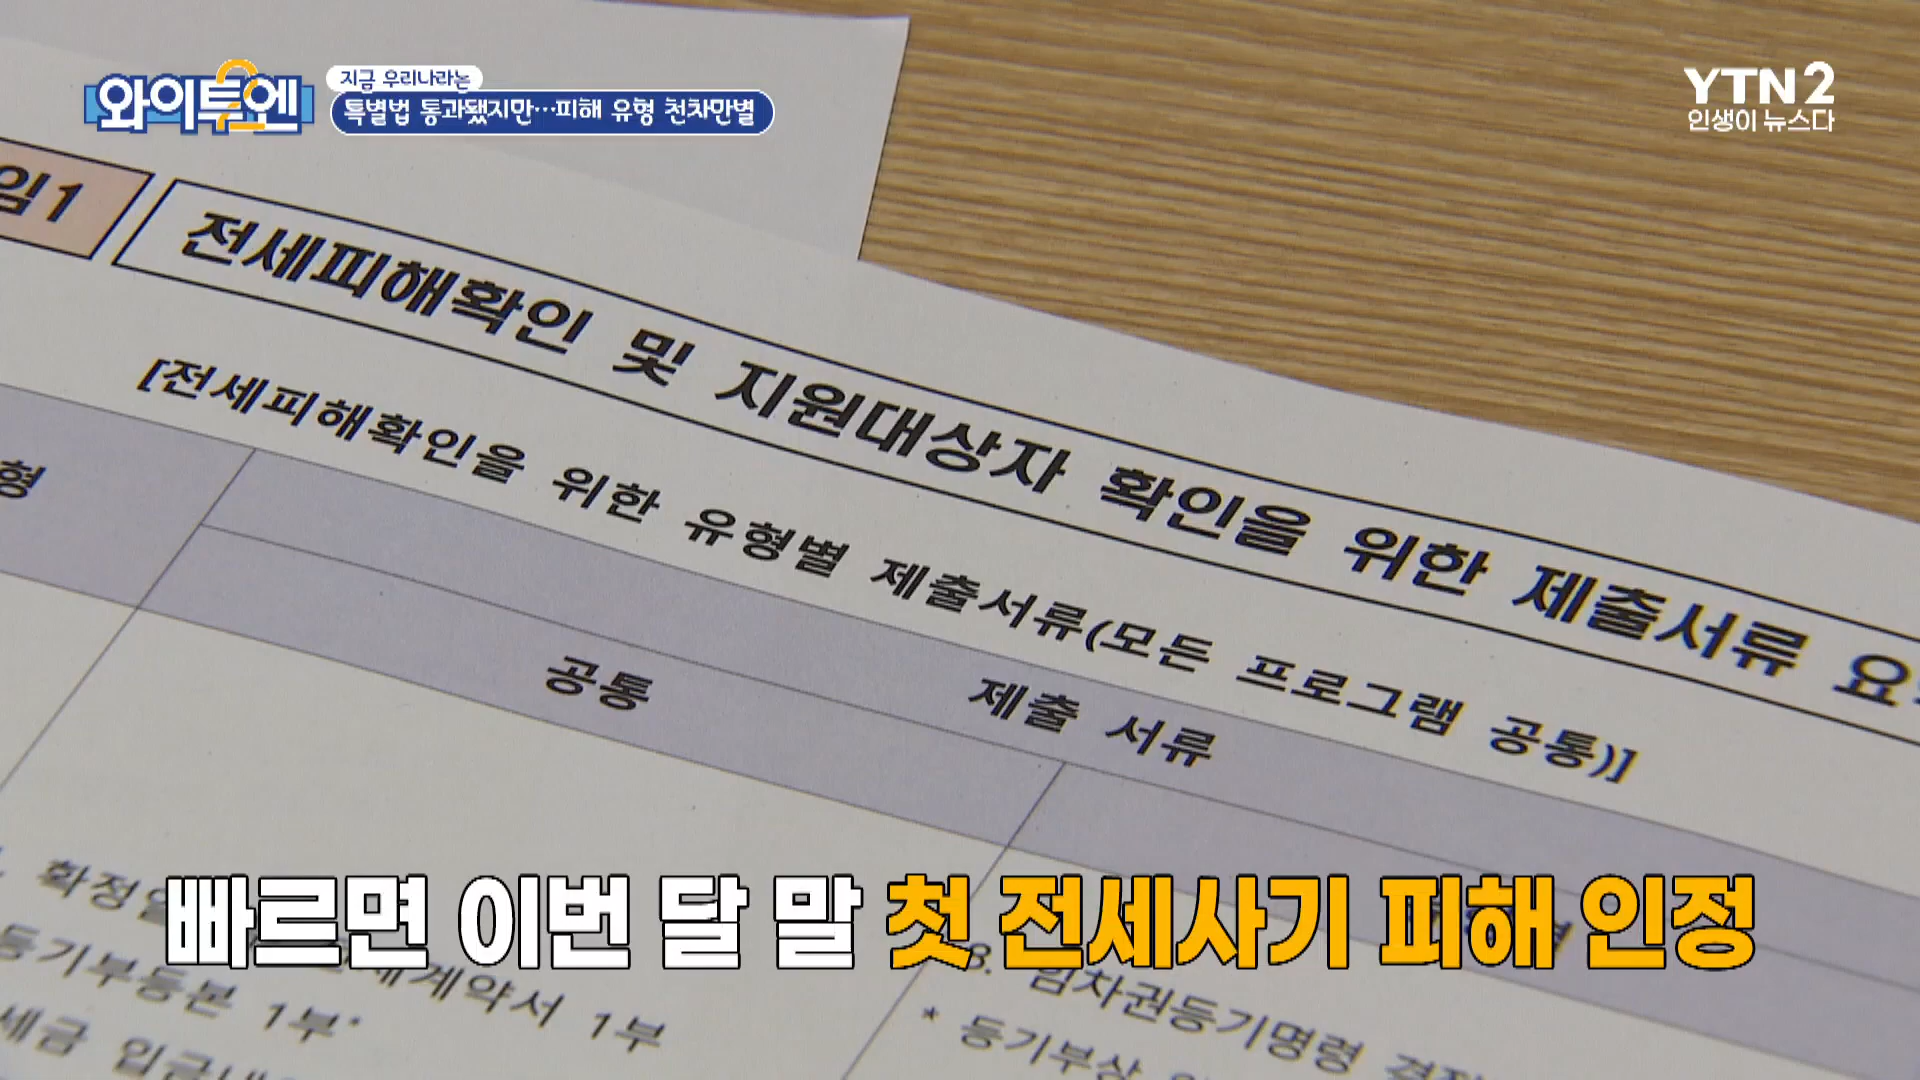 와이투엔
지금 우리나라는
특별법 통과됐지만…피해 유형 천차만별
YTN2
인생이 뉴스다
임1
전세피해확인 및 지원대상자 확인을 위한 제출서류
[전세피해확인을 위한 유형별 제출서류(모든 프로그램 공통)]
형
제출 서류
공통
빠르면 이번 달 말 첫 전세사기 피해 인정
계약서 1부
등기부등본 1부*
세금
8. 임차권등기명령
* 등기부상